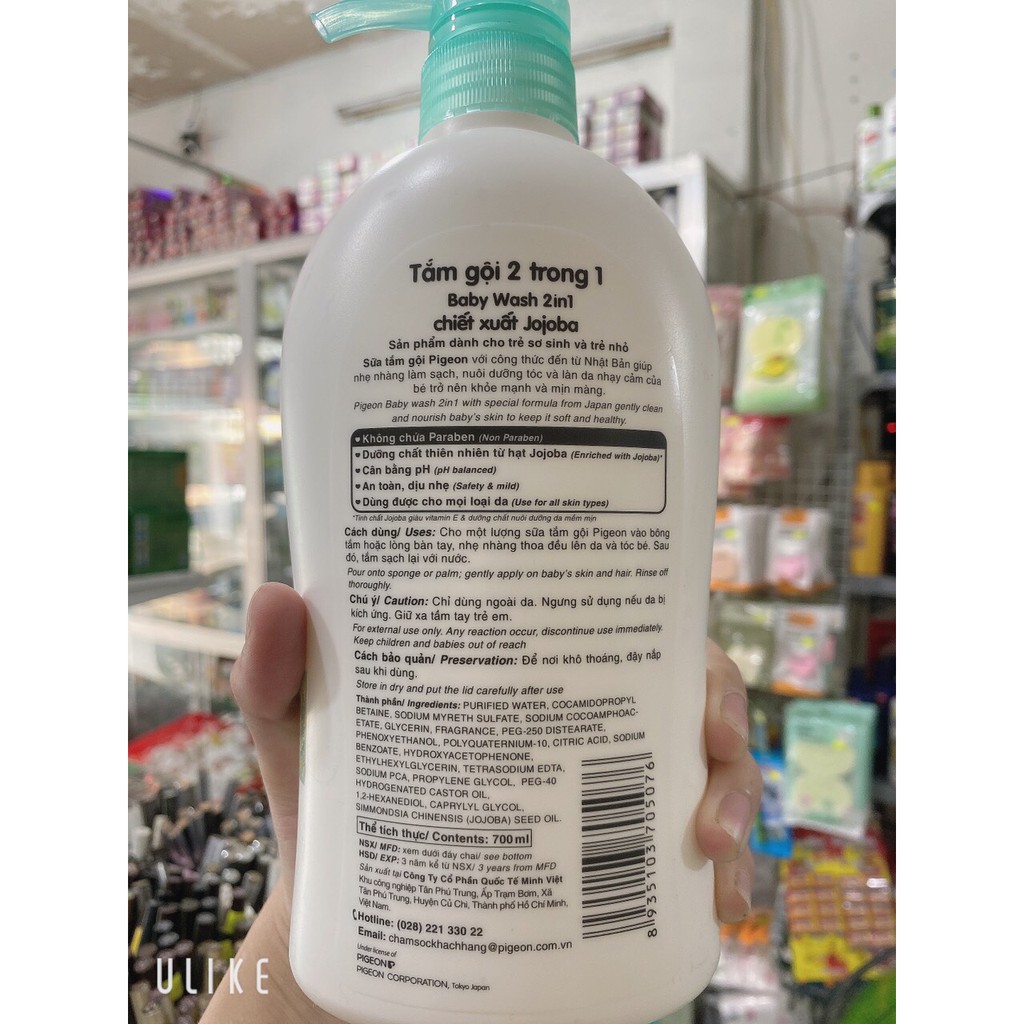 Tắm gội 2 trong 1
Baby Wash 2in1
chiết xuất Jojoba
Sản phẩm dành cho trẻ sơ sinh và trẻ nhỏ
Sữa tắm gội Pigeon với công thức đến từ Nhật Bản giúp
nhẹ nhàng làm sạch, nuôi dưỡng tóc và làn da nhạy cảm của
bé trở nên khỏe mạnh và mịn màng.
Pigeon Baby wash 2in1 with special formula from Japan gently clean
and nourish baby's skin to keep it soft and healthy.
Không chứa Paraben (Non Paraben)
Dưỡng chất thiên nhiên từ hạt Jojoba (Enriched with Jojoba)*
Cân bằng pH (pH balanced)
An toàn, dịu nhẹ (Safety & mild)
Dùng được cho mọi loại da (Use for all skin types)
*Tinh chất Jojoba giàu vitamin E & dưỡng chất nuôi dưỡng da mềm mịn
Cách dùng/ Uses: Cho một lượng sữa tắm gội Pigeon vào bông
tắm hoặc lòng bàn tay, nhẹ nhàng thoa đều lên da và tóc bé. Sau
đó, tắm sạch lại với nước.
Pour onto sponge or palm; gently apply on baby's skin and hair. Rinse off
thoroughly.
Chú ý/ Caution: Chỉ dùng ngoài da. Ngưng sử dụng nếu da bị
kích ứng. Giữ xa tầm tay trẻ em.
For external use only. Any reaction occur, discontinue use immediately.
Keep children and babies out of reach
Cách bảo quản/ Preservation: Để nơi khô thoáng, đậy nắp
sau khi dùng.
Store in dry and put the lid carefully after use
Thành phần/ Ingredients: PURIFIED WATER, COCAMIDOPROPYL
BETAINE, SODIUM MYRETH SULFATE, SODIUM COCOAMPHOAC-
ETATE, GLYCERIN, FRAGRANCE, PEG-250 DISTEARATE,
PHENOXYETHANOL, POLYQUATERNIUM-10, CITRIC ACID, SODIUM
BENZOATE, HYDROXYACETOPHENONE,
ETHYLHEXYLGLYCERIN, TETRASODIUM EDTA,
SODIUM PCA, PROPYLENE GLYCOL, PEG-40
HYDROGENATED CASTOR OIL,
1,2-HEXANEDIOL, CAPRYLYL GLYCOL,
SIMMONDSIA CHINENSIS (JOJOBA) SEED OIL.
Thể tích thực/ Contents: 700ml
NSX/ MFD: xem dưới đáy chai/ see bottom
HSD/ EXP: 3 năm kể từ NSX/ 3 years from MFD
Sản xuất tại Công Ty Cổ Phần Quốc Tế Minh Việt
Khu công nghiệp Tân Phú Trung, Ấp Trạm Bơm, Xã
Tân Phú Trung, Huyện Củ Chi, Thành phố Hồ Chí Minh,
Việt Nam.
Hotline: (028) 221 330 22
Email: chamsockhachhang@pigeon.com.vn
Under license of
PIGEON
PIGEON CORPORATION, Tokyo Japan
8 935103 705076
ULIKE